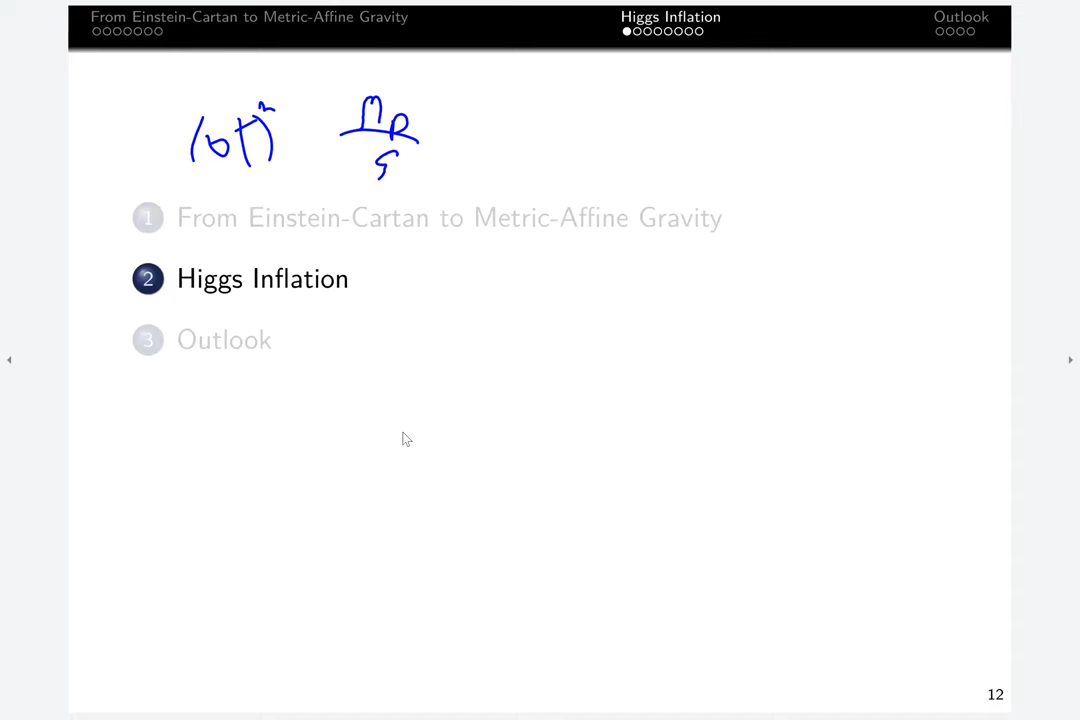 From Einstein-Cartan to Metric-Affine Gravity Higgs Inflation Outlook
M_P
1 From Einstein-Cartan to Metric-Affine Gravity
2 Higgs Inflation
3 Outlook
12